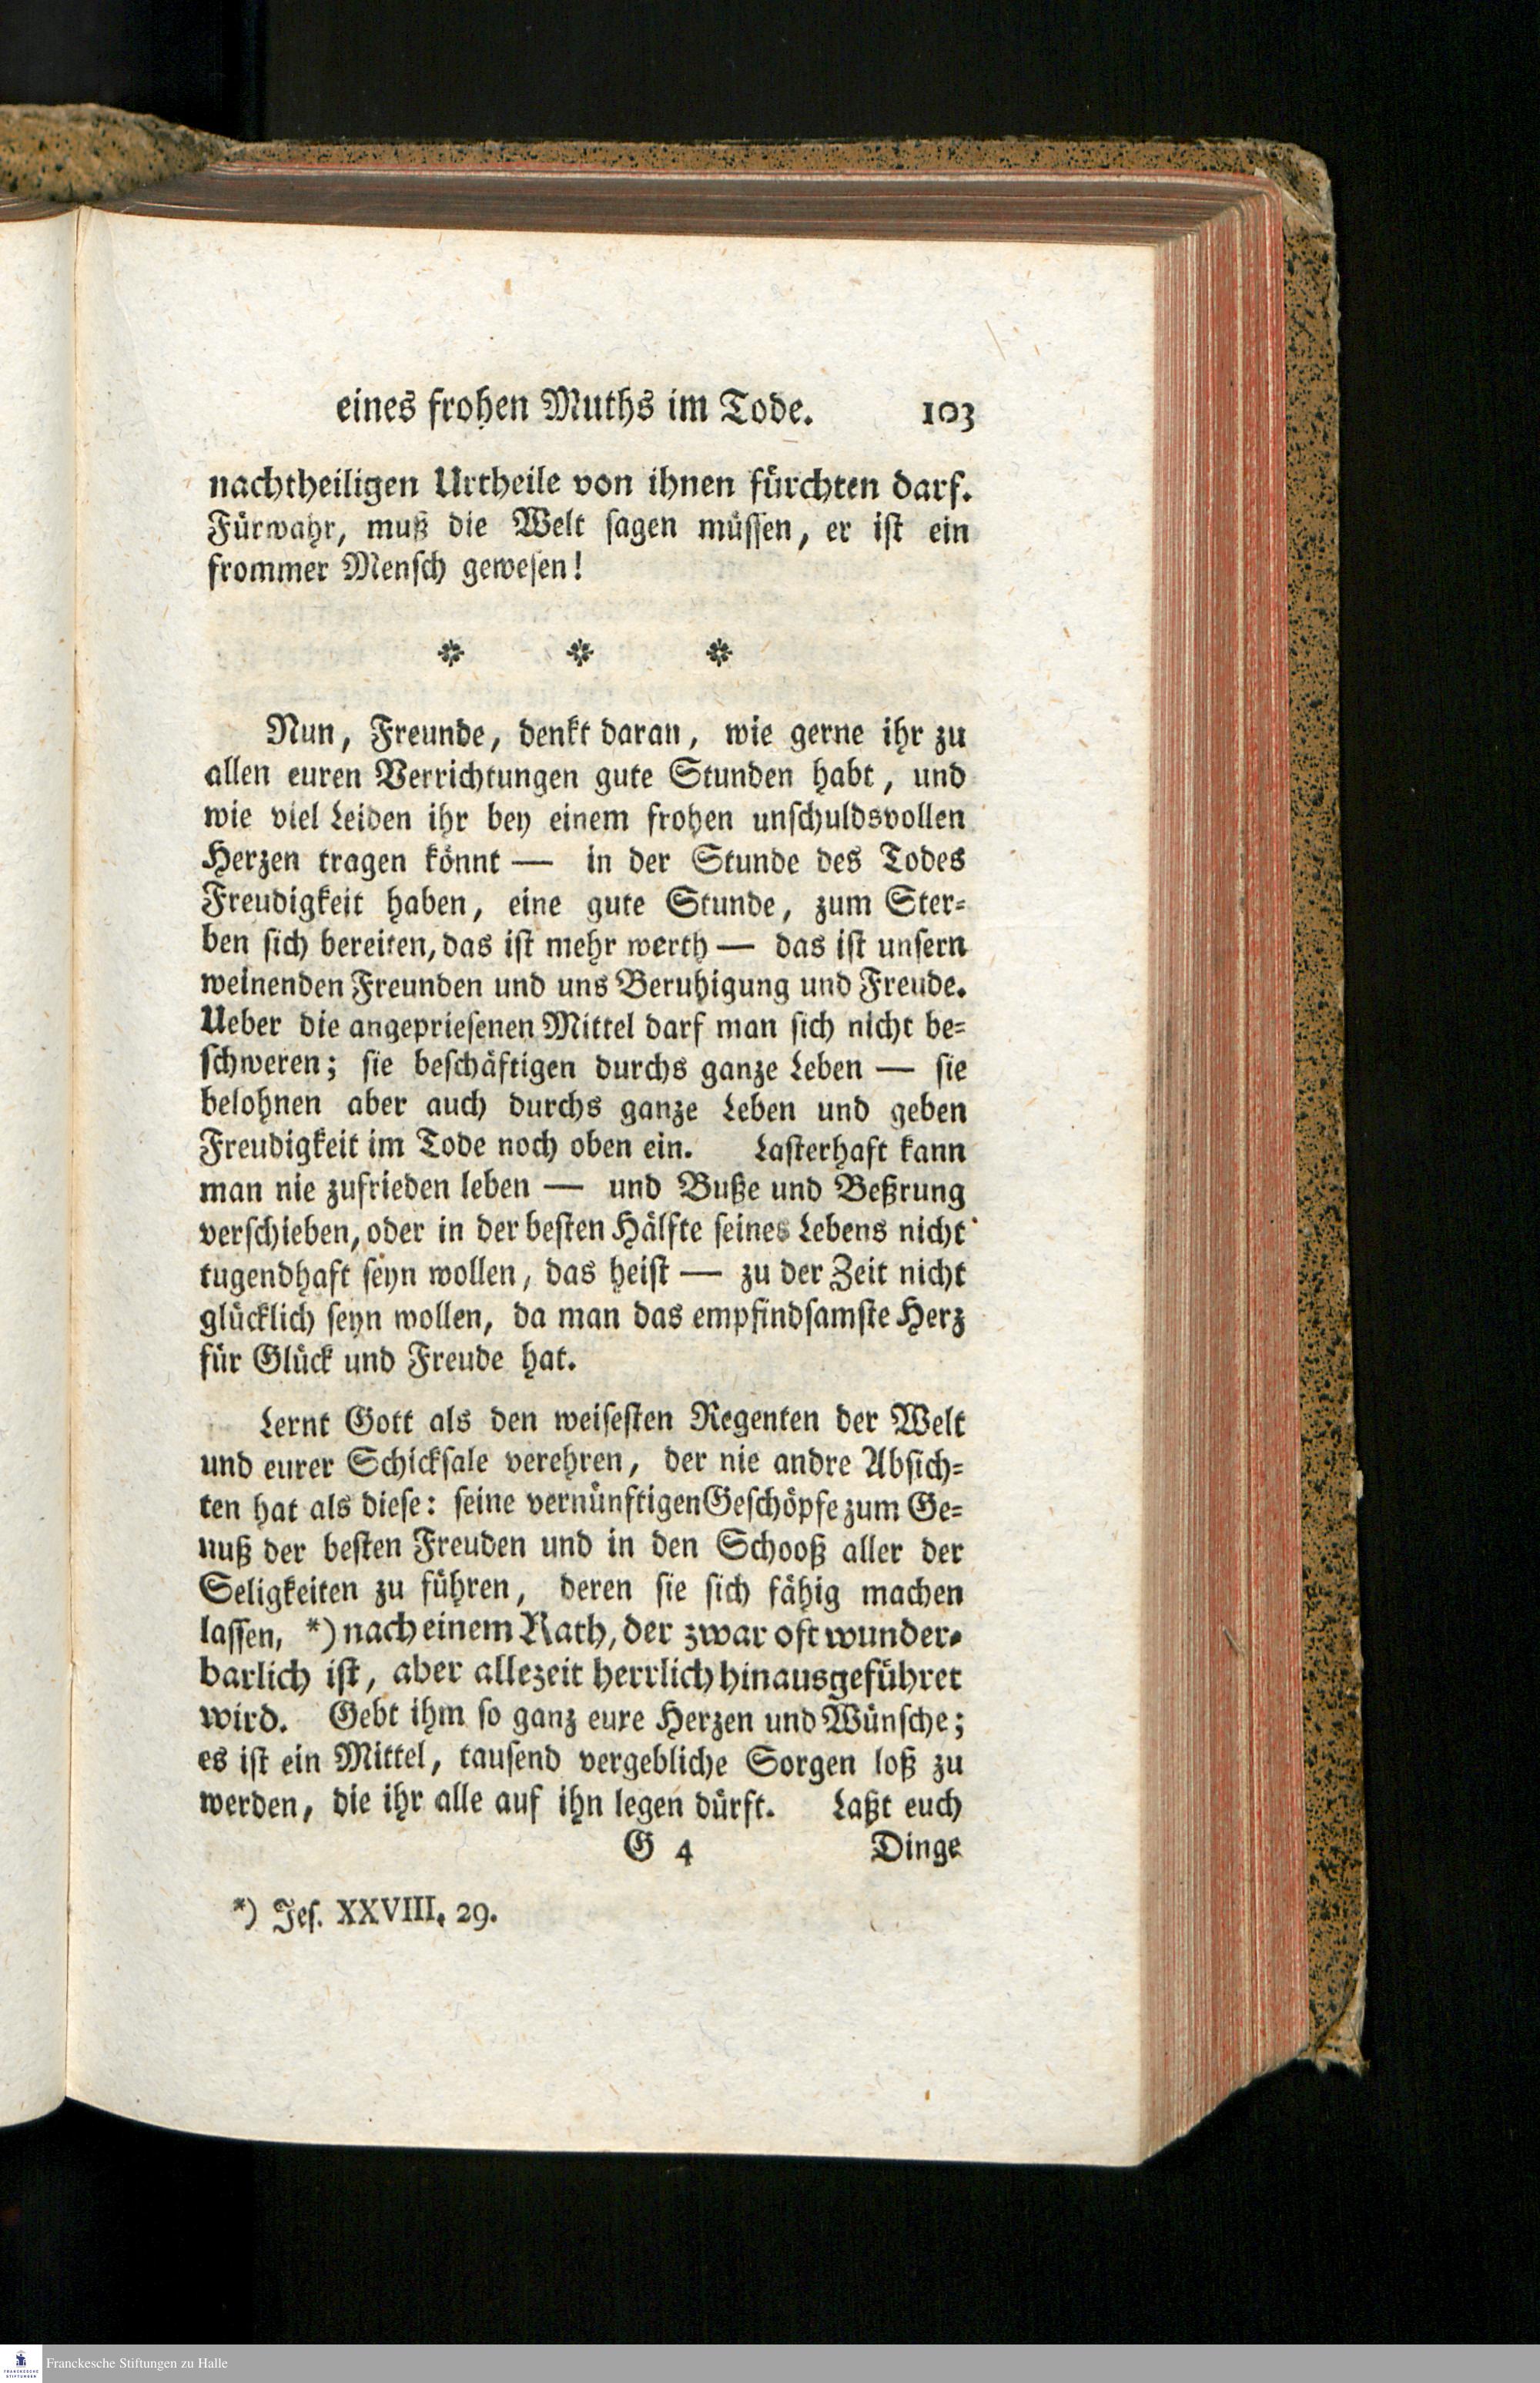 eines frohen Muths im Tode. 103
nachtheiligen Urtheile von ihnen fürchten darf.
Fürwahr, muß die Welt sagen müssen, er ist ein
frommer Mensch gewesen!
* * *
Nun, Freunde, denkt daran, wie gerne ihr zu
allen euren Verrichtungen gute Stunden habt, und
wie viel Leiden ihr bey einem frohen unschuldsvollen
Herzen tragen könnt — in der Stunde des Todes
Freudigkeit haben, eine gute Stunde, zum Ster-
ben sich bereiten, das ist mehr werth — das ist unsern
weinenden Freunden und uns Beruhigung und Freude.
Ueber die angepriesenen Mittel darf man sich nicht be-
schweren; sie beschäftigen durchs ganze Leben — sie
belohnen aber auch durchs ganze Leben und geben
Freudigkeit im Tode noch oben ein. Lasterhaft kann
man nie zufrieden leben — und Buße und Beßrung
verschieben, oder in der besten Hälfte seines Lebens nicht
tugendhaft seyn wollen, das heist — zu der Zeit nicht
glücklich seyn wollen, da man das empfindsamste Herz
für Glück und Freude hat.
Lernt Gott als den weisesten Regenten der Welt
und eurer Schicksale verehren, der nie andre Absich-
ten hat als diese: seine vernünftigen Geschöpfe zum Ge-
nuß der besten Freuden und in den Schooß aller der
Seligkeiten zu führen, deren sie sich fähig machen
lassen, *) nach einem Rath, der zwar oft wunder-
barlich ist, aber allezeit herrlich hinausgeführet
wird. Gebt ihm so ganz eure Herzen und Wünsche;
es ist ein Mittel, tausend vergebliche Sorgen loß zu
werden, die ihr alle auf ihn legen dürft. Laßt euch
G 4 Dinge
*) Jes. XXVIII, 29.
FRANCKESCHE STIFTUNGEN
Franckesche Stiftungen zu Halle